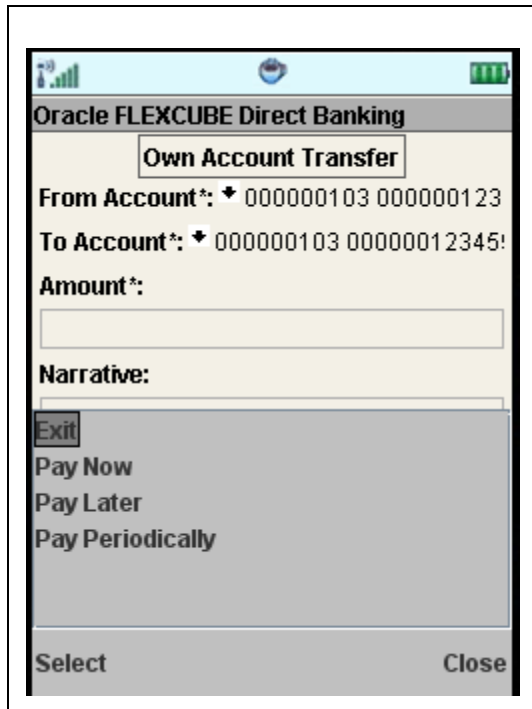 Oracle FLEXCUBE Direct Banking
Own Account Transfer
From Account*: 000000103 000000123
To Account*: 000000103 00000012345
Amount*:
Narrative:
Exit
Pay Now
Pay Later
Pay Periodically
Select Close